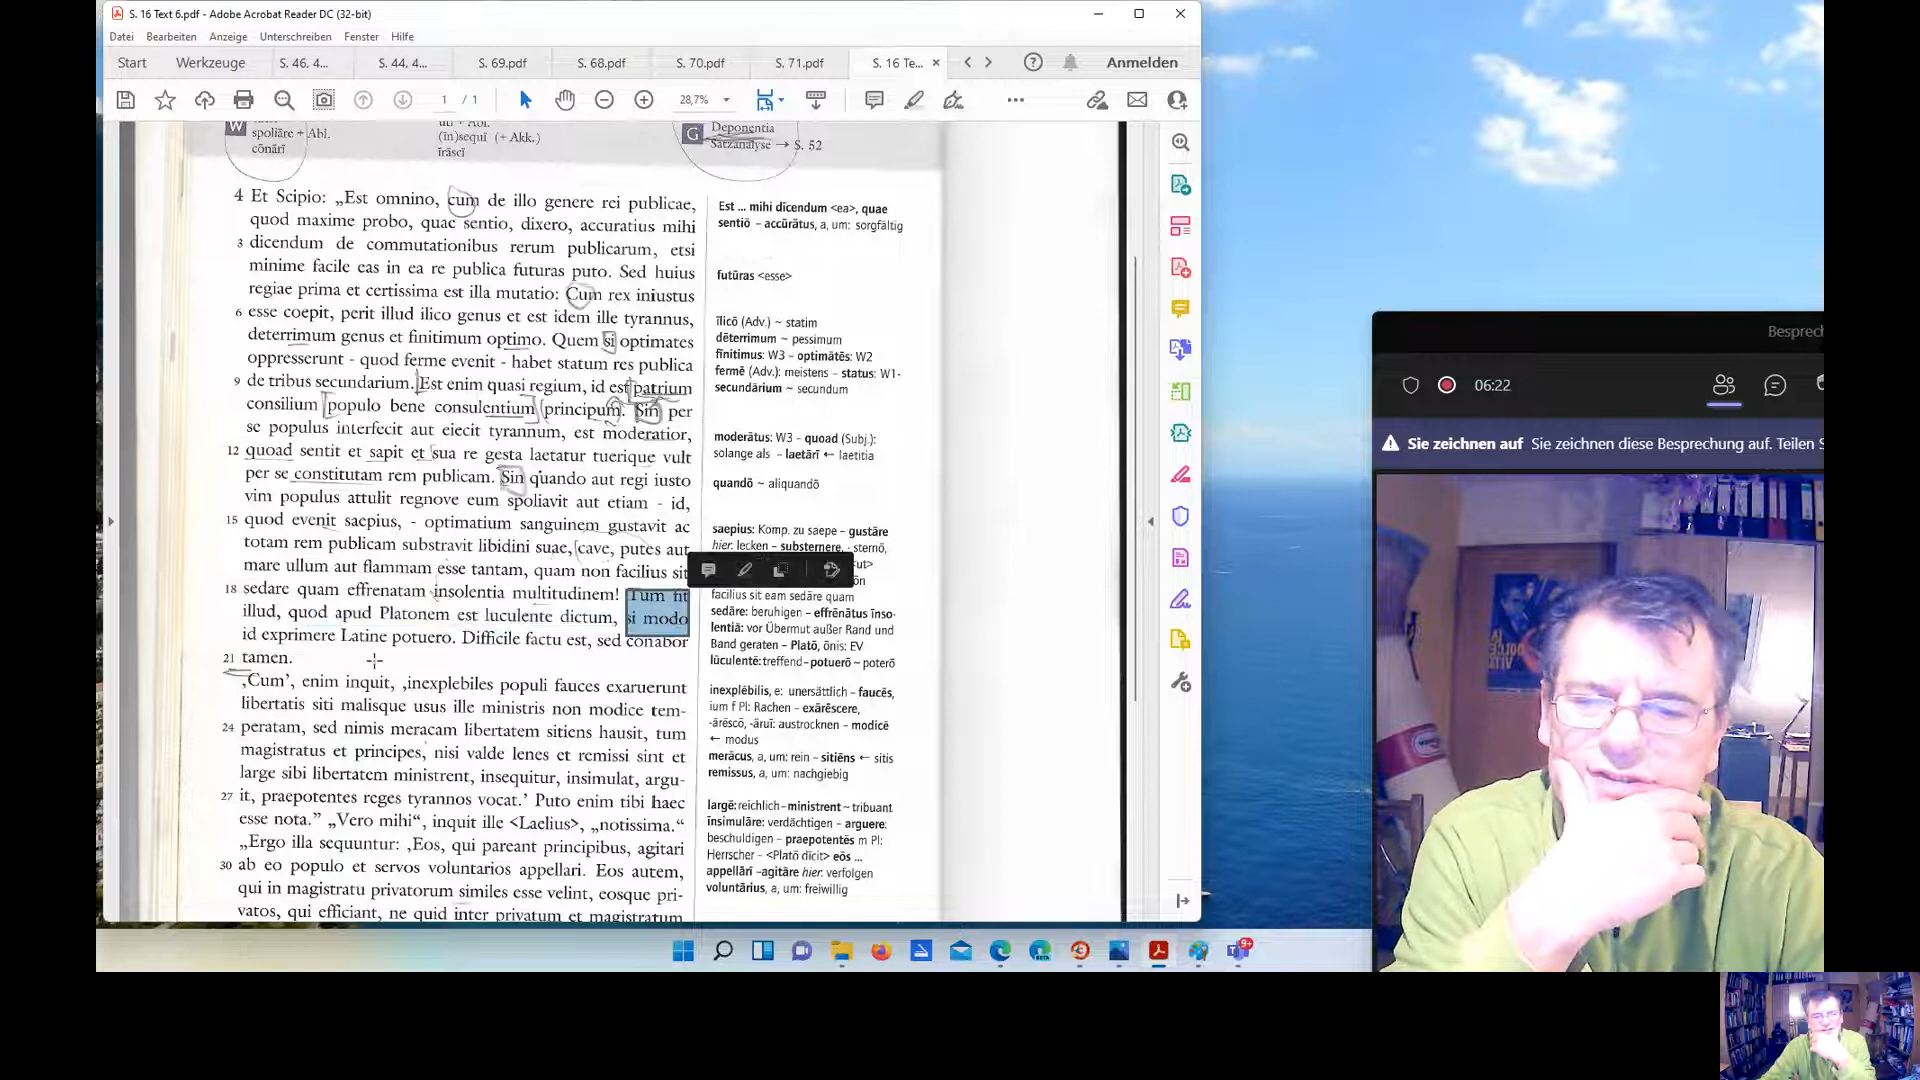 S. 16 Text 6.pdf - Adobe Acrobat Reader DC (32-bit)
Datei Bearbeiten Anzeige Unterschreiben Fenster Hilfe
Start Werkzeuge S. 46, 4... S. 44, 4... S. 69.pdf S. 68.pdf S. 70.pdf S. 71.pdf S. 16 Te... Anmelden
1 / 1 28,7%
W
spoliāre + Abl.
cōnārī
ūtī + Abl.
(īn)sequī (+ Akk.)
īrāscī
G Deponentia
Satzanalyse → S. 52
4 Et Scipio: „Est omnino, cum de illo genere rei publicae,
quod maxime probo, quae sentio, dixero, accuratius mihi
3 dicendum de commutationibus rerum publicarum, etsi
minime facile eas in ea re publica futuras puto. Sed huius
regiae prima et certissima est illa mutatio: Cum rex iniustus
6 esse coepit, perit illud ilico genus et est idem ille tyrannus,
deterrimum genus et finitimum optimo. Quem si optimates
oppresserunt - quod ferme evenit - habet statum res publica
9 de tribus secundarium. Est enim quasi regium, id est patrium
consilium populo bene consulentium principum. Sin per
se populus interfecit aut eiecit tyrannum, est moderatior,
12 quoad sentit et sapit et sua re gesta laetatur tuerique vult
per se constitutam rem publicam. Sin quando aut regi iusto
vim populus attulit regnove eum spoliavit aut etiam - id,
15 quod evenit saepius, - optimatium sanguinem gustavit ac
totam rem publicam substravit libidini suae, cave, putes aut
mare ullum aut flammam esse tantam, quam non facilius sit
18 sedare quam effrenatam insolentia multitudinem! Tum fit
illud, quod apud Platonem est luculente dictum, si modo
id exprimere Latine potuero. Difficile factu est, sed conabor
21 tamen.
‚Cum’, enim inquit, ‚inexplebiles populi fauces exaruerunt
libertatis siti malisque usus ille ministris non modice tem-
24 peratam, sed nimis meracam libertatem sitiens hausit, tum
magistratus et principes, nisi valde lenes et remissi sint et
large sibi libertatem ministrent, insequitur, insimulat, argu-
27 it, praepotentes reges tyrannos vocat.’ Puto enim tibi haec
esse nota.” „Vero mihi“, inquit ille <Laelius>, „notissima.“
„Ergo illa sequuntur: ‚Eos, qui pareant principibus, agitari
30 ab eo populo et servos voluntarios appellari. Eos autem,
qui in magistratu privatorum similes esse velint, eosque pri-
vatos, qui efficiant, ne quid inter privatum et magistratum
Est ... mihi dīcendum <ea>, quae
sentiō – accūrātus, a, um: sorgfältig
futūras <esse>
īlicō (Adv.) ~ statim
dēterrimum ~ pessimum
fīnitimus: W3 – optimātēs: W2
fermē (Adv.): meistens – status: W1-
secundārium ~ secundum
moderātus: W3 – quoad (Subj.):
solange als – laetārī ← laetitia
quandō ~ aliquandō
saepius: Komp. zu saepe – gustāre
hier: lecken – substernere, - sternō,
facilius sit eam sedāre quam
sedāre: beruhigen – effrēnātus īnso-
lentiā: vor Übermut außer Rand und
Band geraten – Platō, ōnis: EV
lūculentē: treffend – potuerō ~ poterō
inexplēbilis, e: unersättlich – faucēs,
ium f Pl: Rachen – exārēscere,
-ārēscō, -āruī: austrocknen – modicē
← modus
merācus, a, um: rein – sitiēns ← sitis
remissus, a, um: nachgiebig
largē: reichlich – ministrent ~ tribuant
īnsimulāre: verdächtigen – arguere:
beschuldigen – praepotentēs m Pl:
Herrscher – <Platō dīcit> eōs ...
appellārī –agitāre hier: verfolgen
voluntārius, a, um: freiwillig
Besprech
06:22
Sie zeichnen auf Sie zeichnen diese Besprechung auf. Teilen S
LA
DOLCE
VITA
BETA
9+